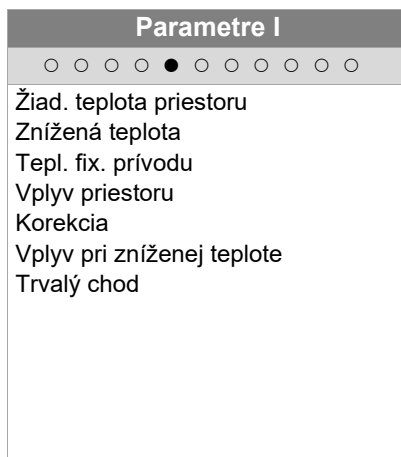 Parametre I
Žiad. teplota priestoru
Znížená teplota
Tepl. fix. prívodu
Vplyv priestoru
Korekcia
Vplyv pri zníženej teplote
Trvalý chod